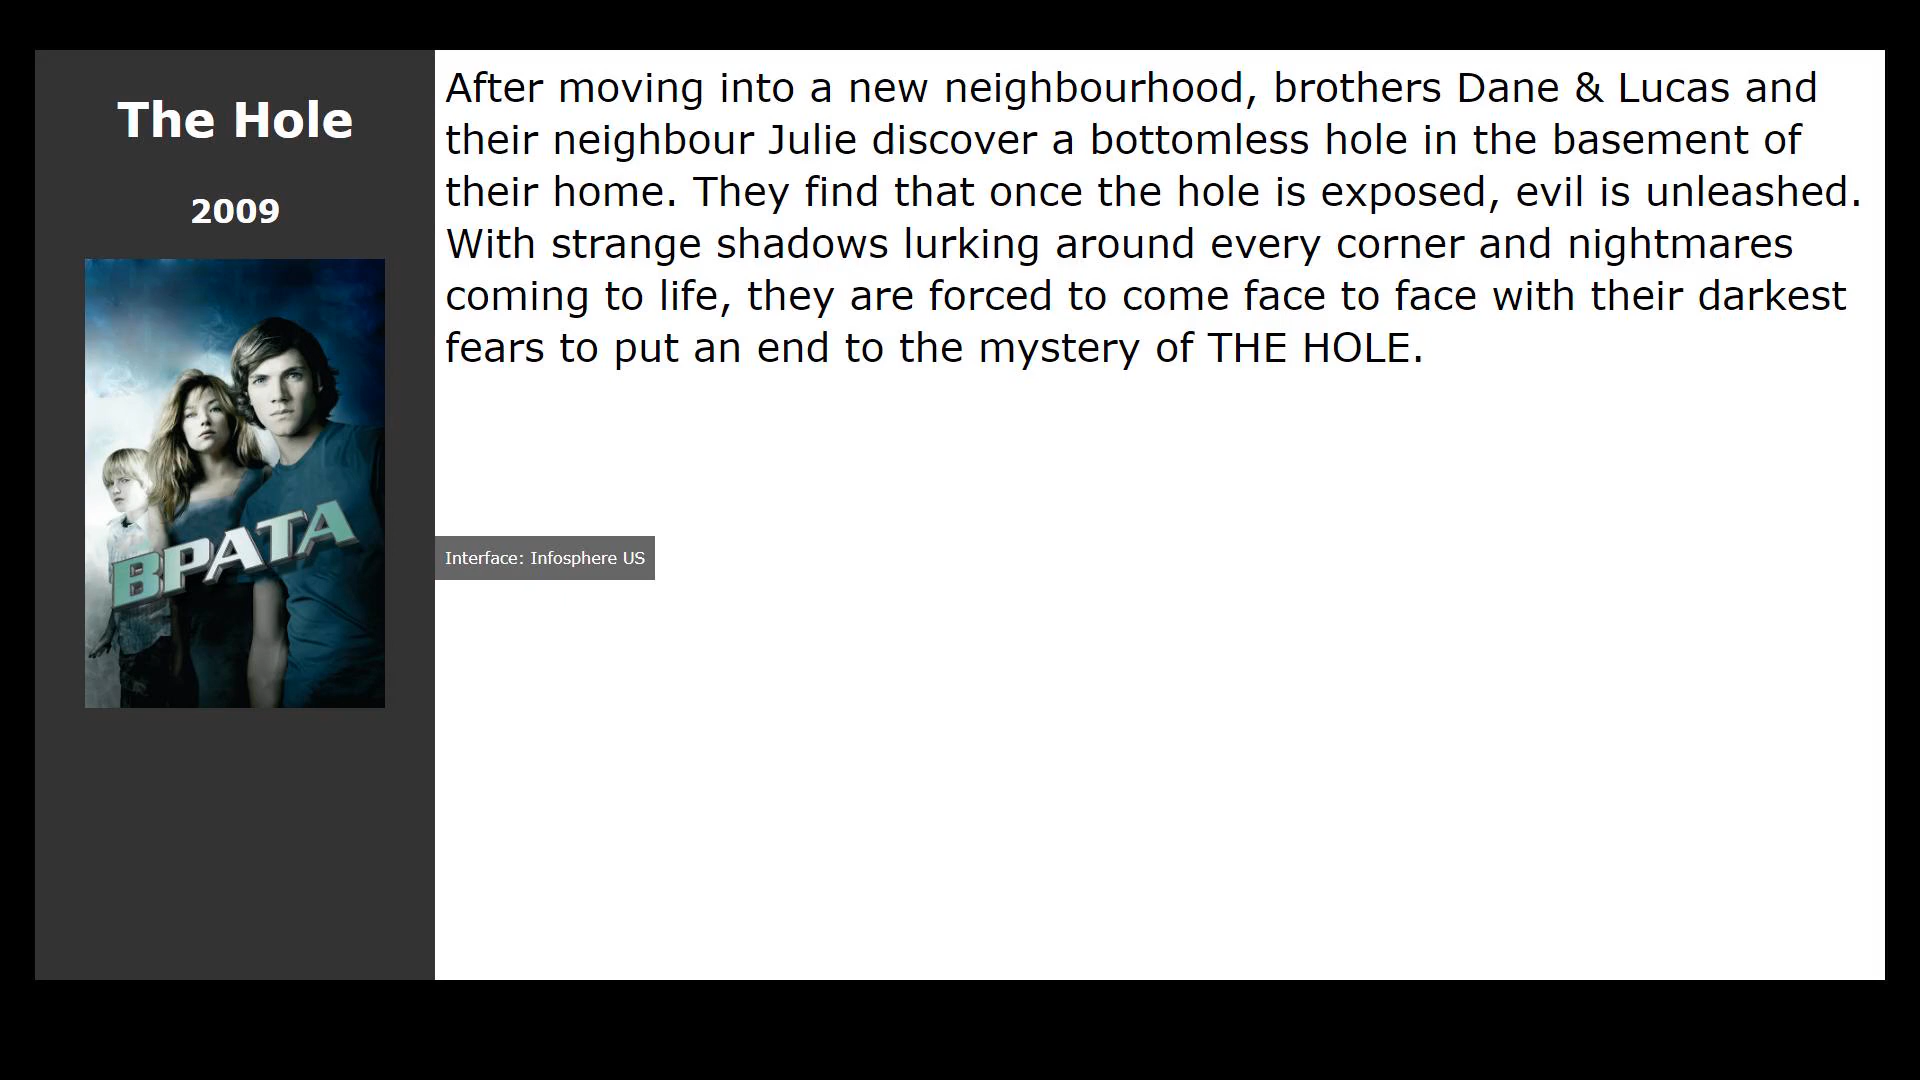 The Hole
2009
ВРАТА
After moving into a new neighbourhood, brothers Dane & Lucas and
their neighbour Julie discover a bottomless hole in the basement of
their home. They find that once the hole is exposed, evil is unleashed.
With strange shadows lurking around every corner and nightmares
coming to life, they are forced to come face to face with their darkest
fears to put an end to the mystery of THE HOLE.
Interface: Infosphere US